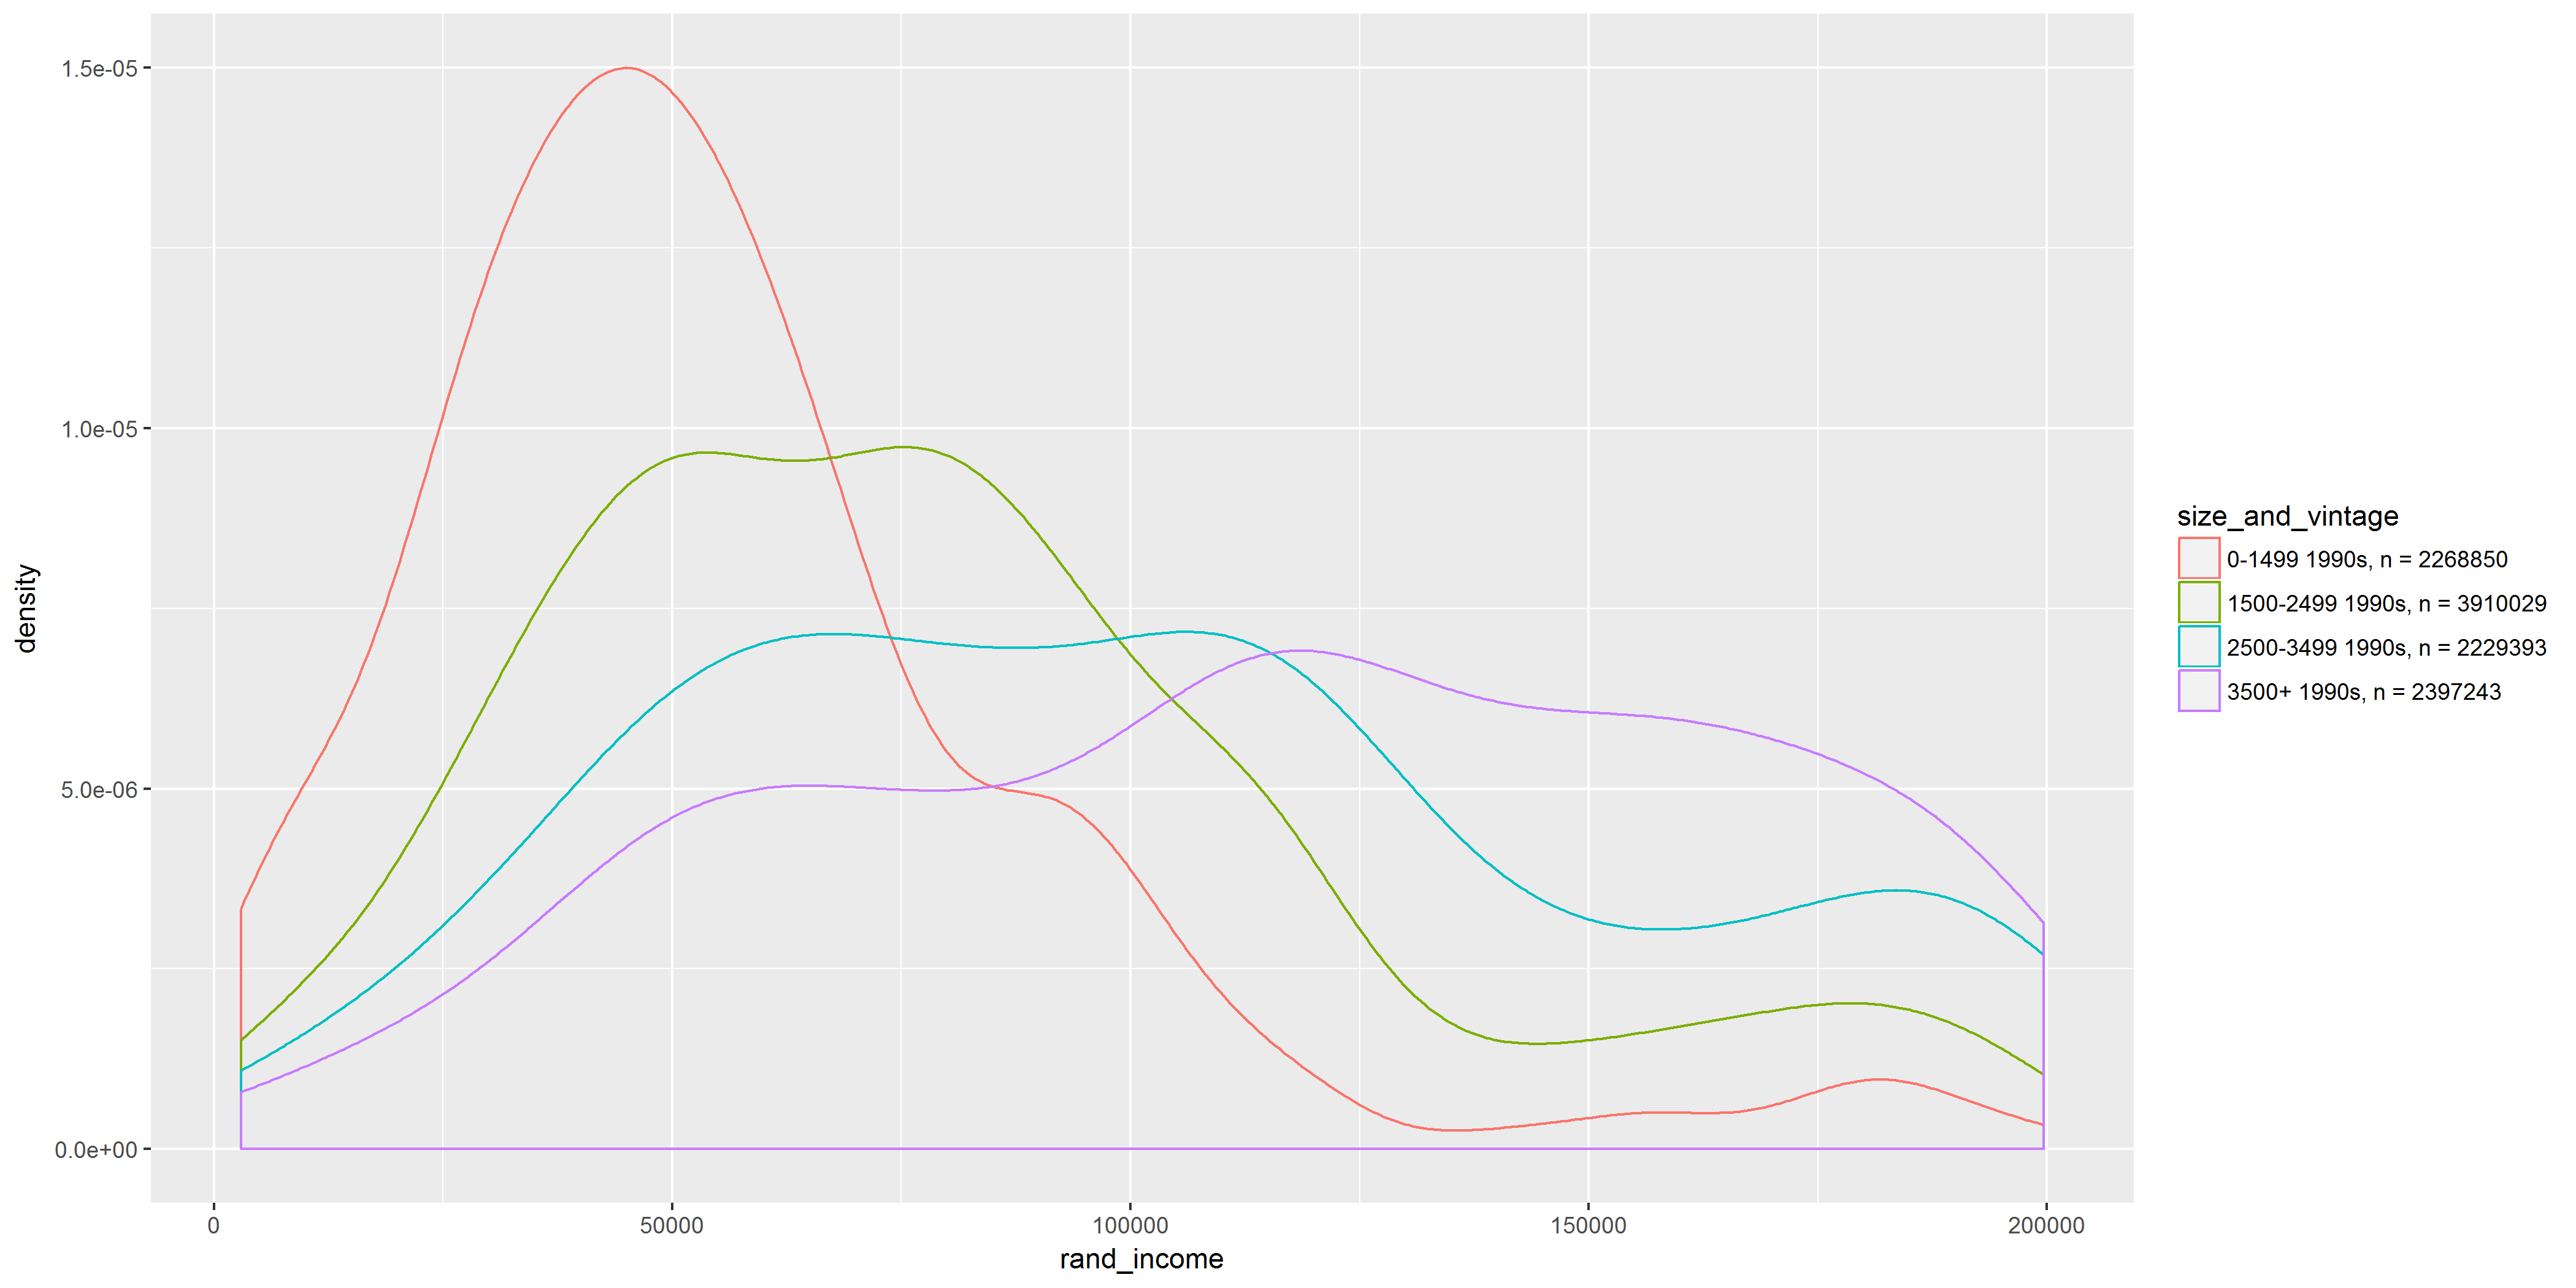 1.5e-05
1.0e-05
5.0e-06
0.0e+00
density
0
50000
100000
150000
200000
rand_income
size_and_vintage
0-1499 1990s, n = 2268850
1500-2499 1990s, n = 3910029
2500-3499 1990s, n = 2229393
3500+ 1990s, n = 2397243